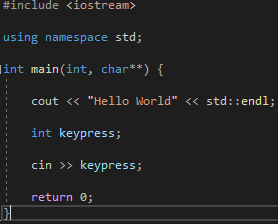 #include <iostream>
using namespace std;
int main(int, char**) {
cout << "Hello World" << std::endl;
int keypress;
cin >> keypress;
return 0;
}